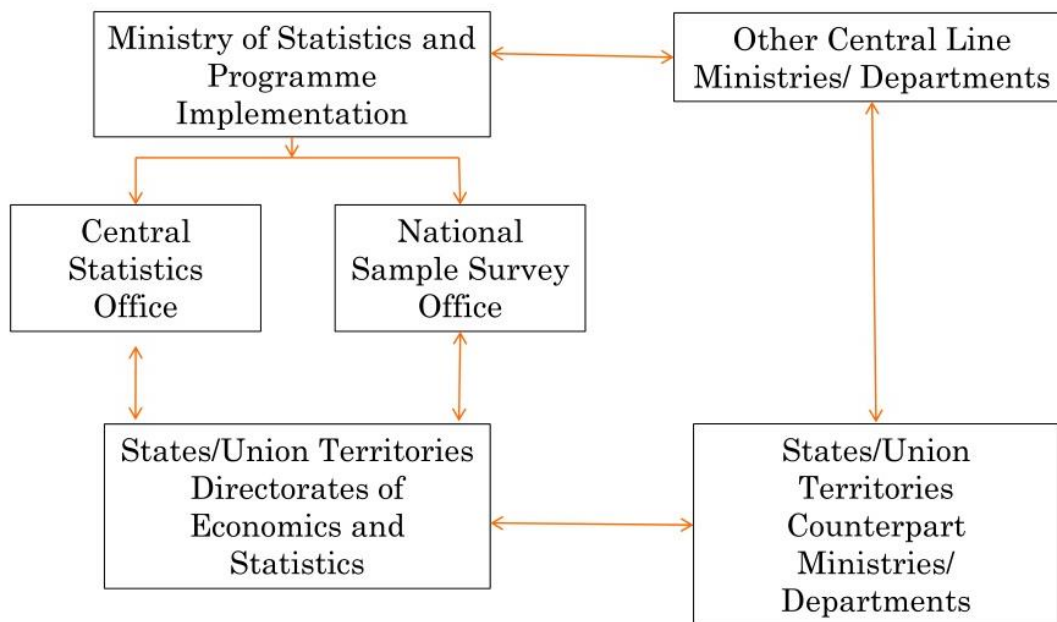 Ministry of Statistics and
Programme
Implementation
Other Central Line
Ministries/ Departments
Central
Statistics
Office
National
Sample Survey
Office
States/Union Territories
Directorates of
Economics and
Statistics
States/Union
Territories
Counterpart
Ministries/
Departments